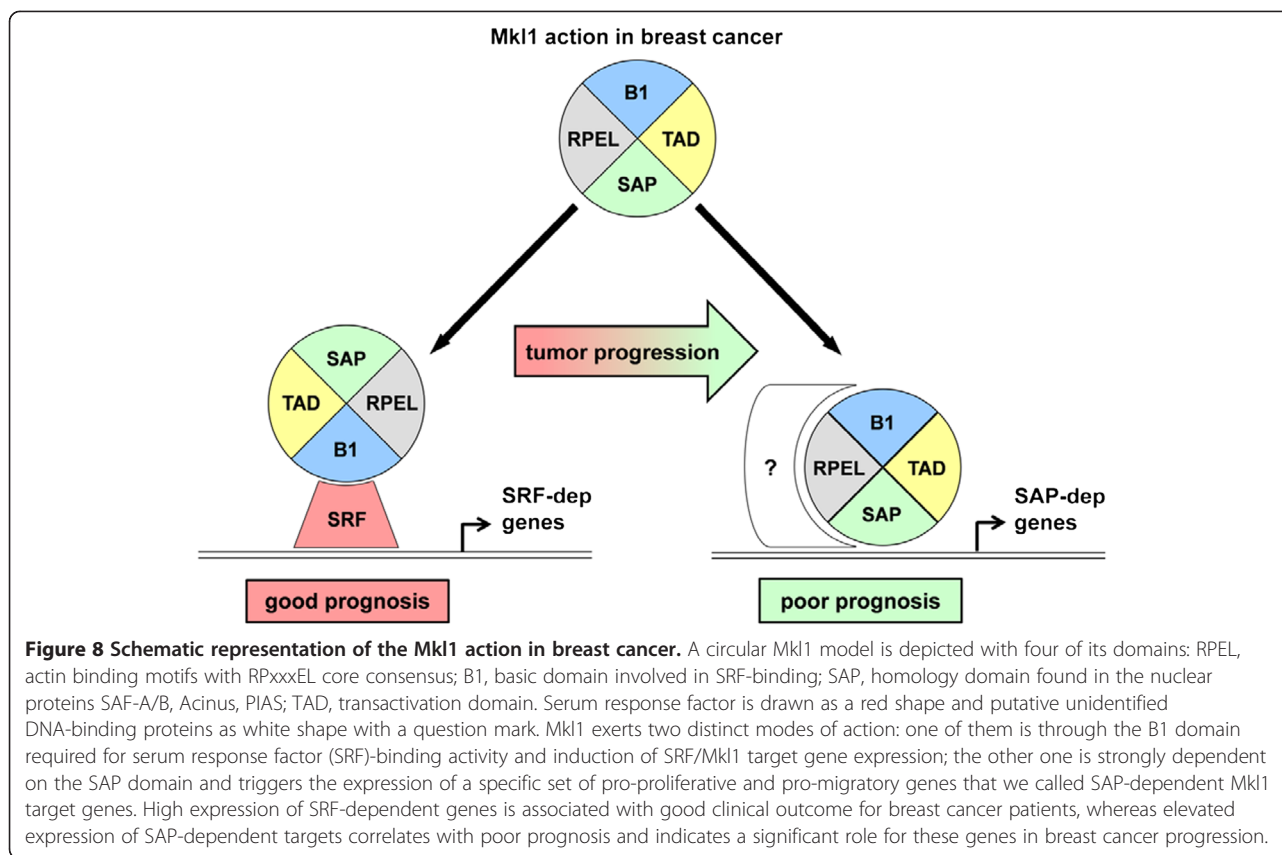 Mkl1 action in breast cancer
B1
RPEL
TAD
SAP
tumor progression
SAP
TAD
RPEL
B1
SRF
SRF-dep
genes
good prognosis
?
B1
RPEL
TAD
SAP
SAP-dep
genes
poor prognosis
Figure 8 Schematic representation of the Mkl1 action in breast cancer. A circular Mkl1 model is depicted with four of its domains: RPEL,
actin binding motifs with RPxxxEL core consensus; B1, basic domain involved in SRF-binding; SAP, homology domain found in the nuclear
proteins SAF-A/B, Acinus, PIAS; TAD, transactivation domain. Serum response factor is drawn as a red shape and putative unidentified
DNA-binding proteins as white shape with a question mark. Mkl1 exerts two distinct modes of action: one of them is through the B1 domain
required for serum response factor (SRF)-binding activity and induction of SRF/Mkl1 target gene expression; the other one is strongly dependent
on the SAP domain and triggers the expression of a specific set of pro-proliferative and pro-migratory genes that we called SAP-dependent Mkl1
target genes. High expression of SRF-dependent genes is associated with good clinical outcome for breast cancer patients, whereas elevated
expression of SAP-dependent targets correlates with poor prognosis and indicates a significant role for these genes in breast cancer progression.